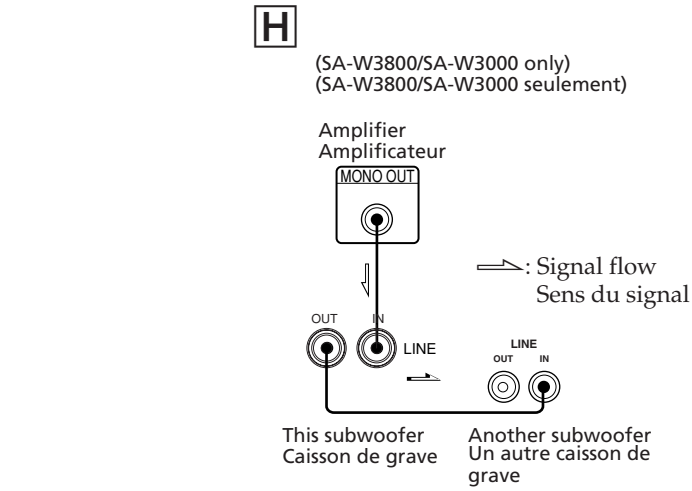 H
(SA-W3800/SA-W3000 only)
(SA-W3800/SA-W3000 seulement)
Amplifier
Amplificateur
MONO OUT
: Signal flow
Sens du signal
OUT
IN
LINE
LINE
OUT
IN
This subwoofer
Caisson de grave
Another subwoofer
Un autre caisson de
grave